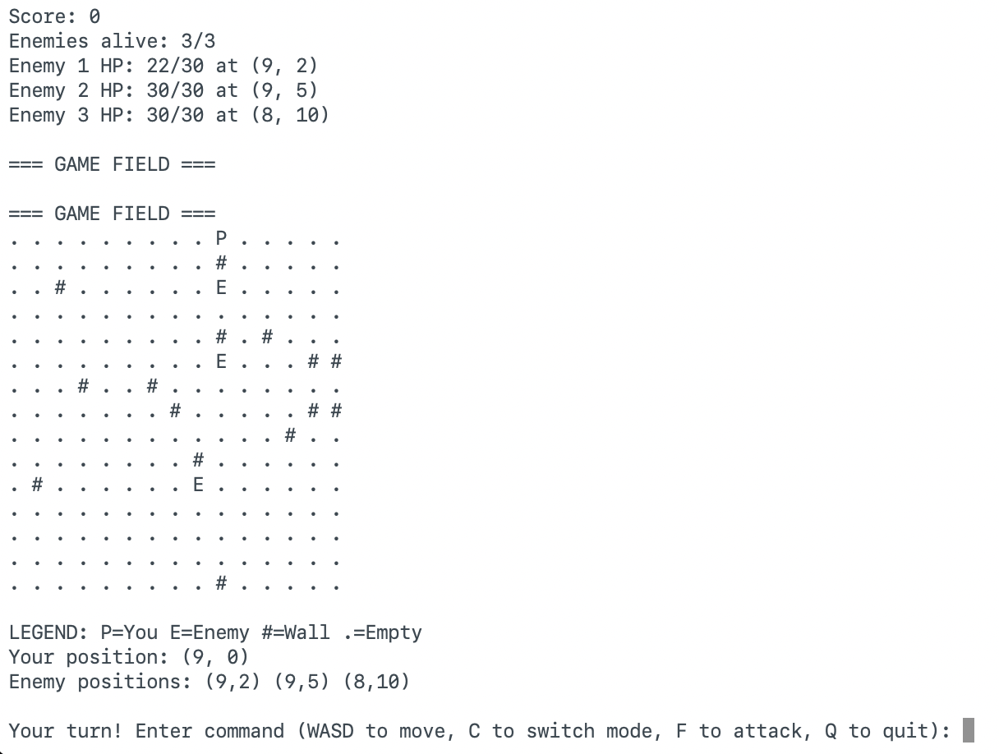 Score: 0
Enemies alive: 3/3
Enemy 1 HP: 22/30 at (9, 2)
Enemy 2 HP: 30/30 at (9, 5)
Enemy 3 HP: 30/30 at (8, 10)
=== GAME FIELD ===
=== GAME FIELD ===
. . . . . . . . . P . . . . .
. . . . . . . . . # . . . . .
. . # . . . . . . E . . . . .
. . . . . . . . . . . . . . .
. . . . . . . . . # . # . . .
. . . . . . . . . E . . . # #
. . . # . . # . . . . . . . .
. . . . . . . # . . . . . # #
. . . . . . . . . . . . # . .
. . . . . . . . # . . . . . .
. # . . . . . . E . . . . . .
. . . . . . . . . . . . . . .
. . . . . . . . . . . . . . .
. . . . . . . . . . . . . . .
. . . . . . . . . # . . . . .
LEGEND: P=You E=Enemy #=Wall .=Empty
Your position: (9, 0)
Enemy positions: (9,2) (9,5) (8,10)
Your turn! Enter command (WASD to move, C to switch mode, F to attack, Q to quit):